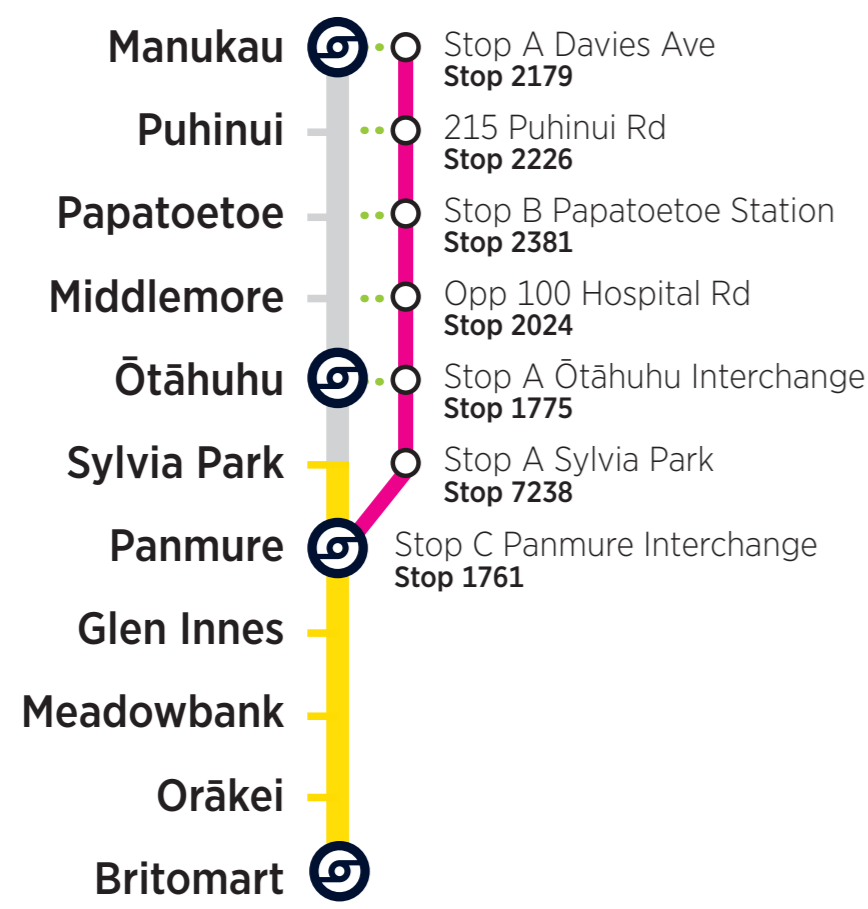 Manukau
Stop A Davies Ave
Stop 2179
Puhinui
215 Puhinui Rd
Stop 2226
Papatoetoe
Stop B Papatoetoe Station
Stop 2381
Middlemore
Opp 100 Hospital Rd
Stop 2024
Ōtāhuhu
Stop A Ōtāhuhu Interchange
Stop 1775
Sylvia Park
Stop A Sylvia Park
Stop 7238
Panmure
Stop C Panmure Interchange
Stop 1761
Glen Innes
Meadowbank
Orākei
Britomart